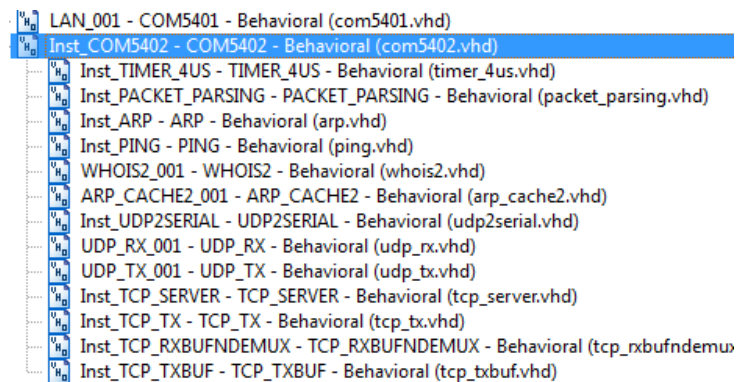 LAN_001 - COM5401 - Behavioral (com5401.vhd)
Inst_COM5402 - COM5402 - Behavioral (com5402.vhd)
Inst_TIMER_4US - TIMER_4US - Behavioral (timer_4us.vhd)
Inst_PACKET_PARSING - PACKET_PARSING - Behavioral (packet_parsing.vhd)
Inst_ARP - ARP - Behavioral (arp.vhd)
Inst_PING - PING - Behavioral (ping.vhd)
WHOIS2_001 - WHOIS2 - Behavioral (whois2.vhd)
ARP_CACHE2_001 - ARP_CACHE2 - Behavioral (arp_cache2.vhd)
Inst_UDP2SERIAL - UDP2SERIAL - Behavioral (udp2serial.vhd)
UDP_RX_001 - UDP_RX - Behavioral (udp_rx.vhd)
UDP_TX_001 - UDP_TX - Behavioral (udp_tx.vhd)
Inst_TCP_SERVER - TCP_SERVER - Behavioral (tcp_server.vhd)
Inst_TCP_TX - TCP_TX - Behavioral (tcp_tx.vhd)
Inst_TCP_RXBUFNDEMUX - TCP_RXBUFNDEMUX - Behavioral (tcp_rxbufndemux
Inst_TCP_TXBUF - TCP_TXBUF - Behavioral (tcp_txbuf.vhd)